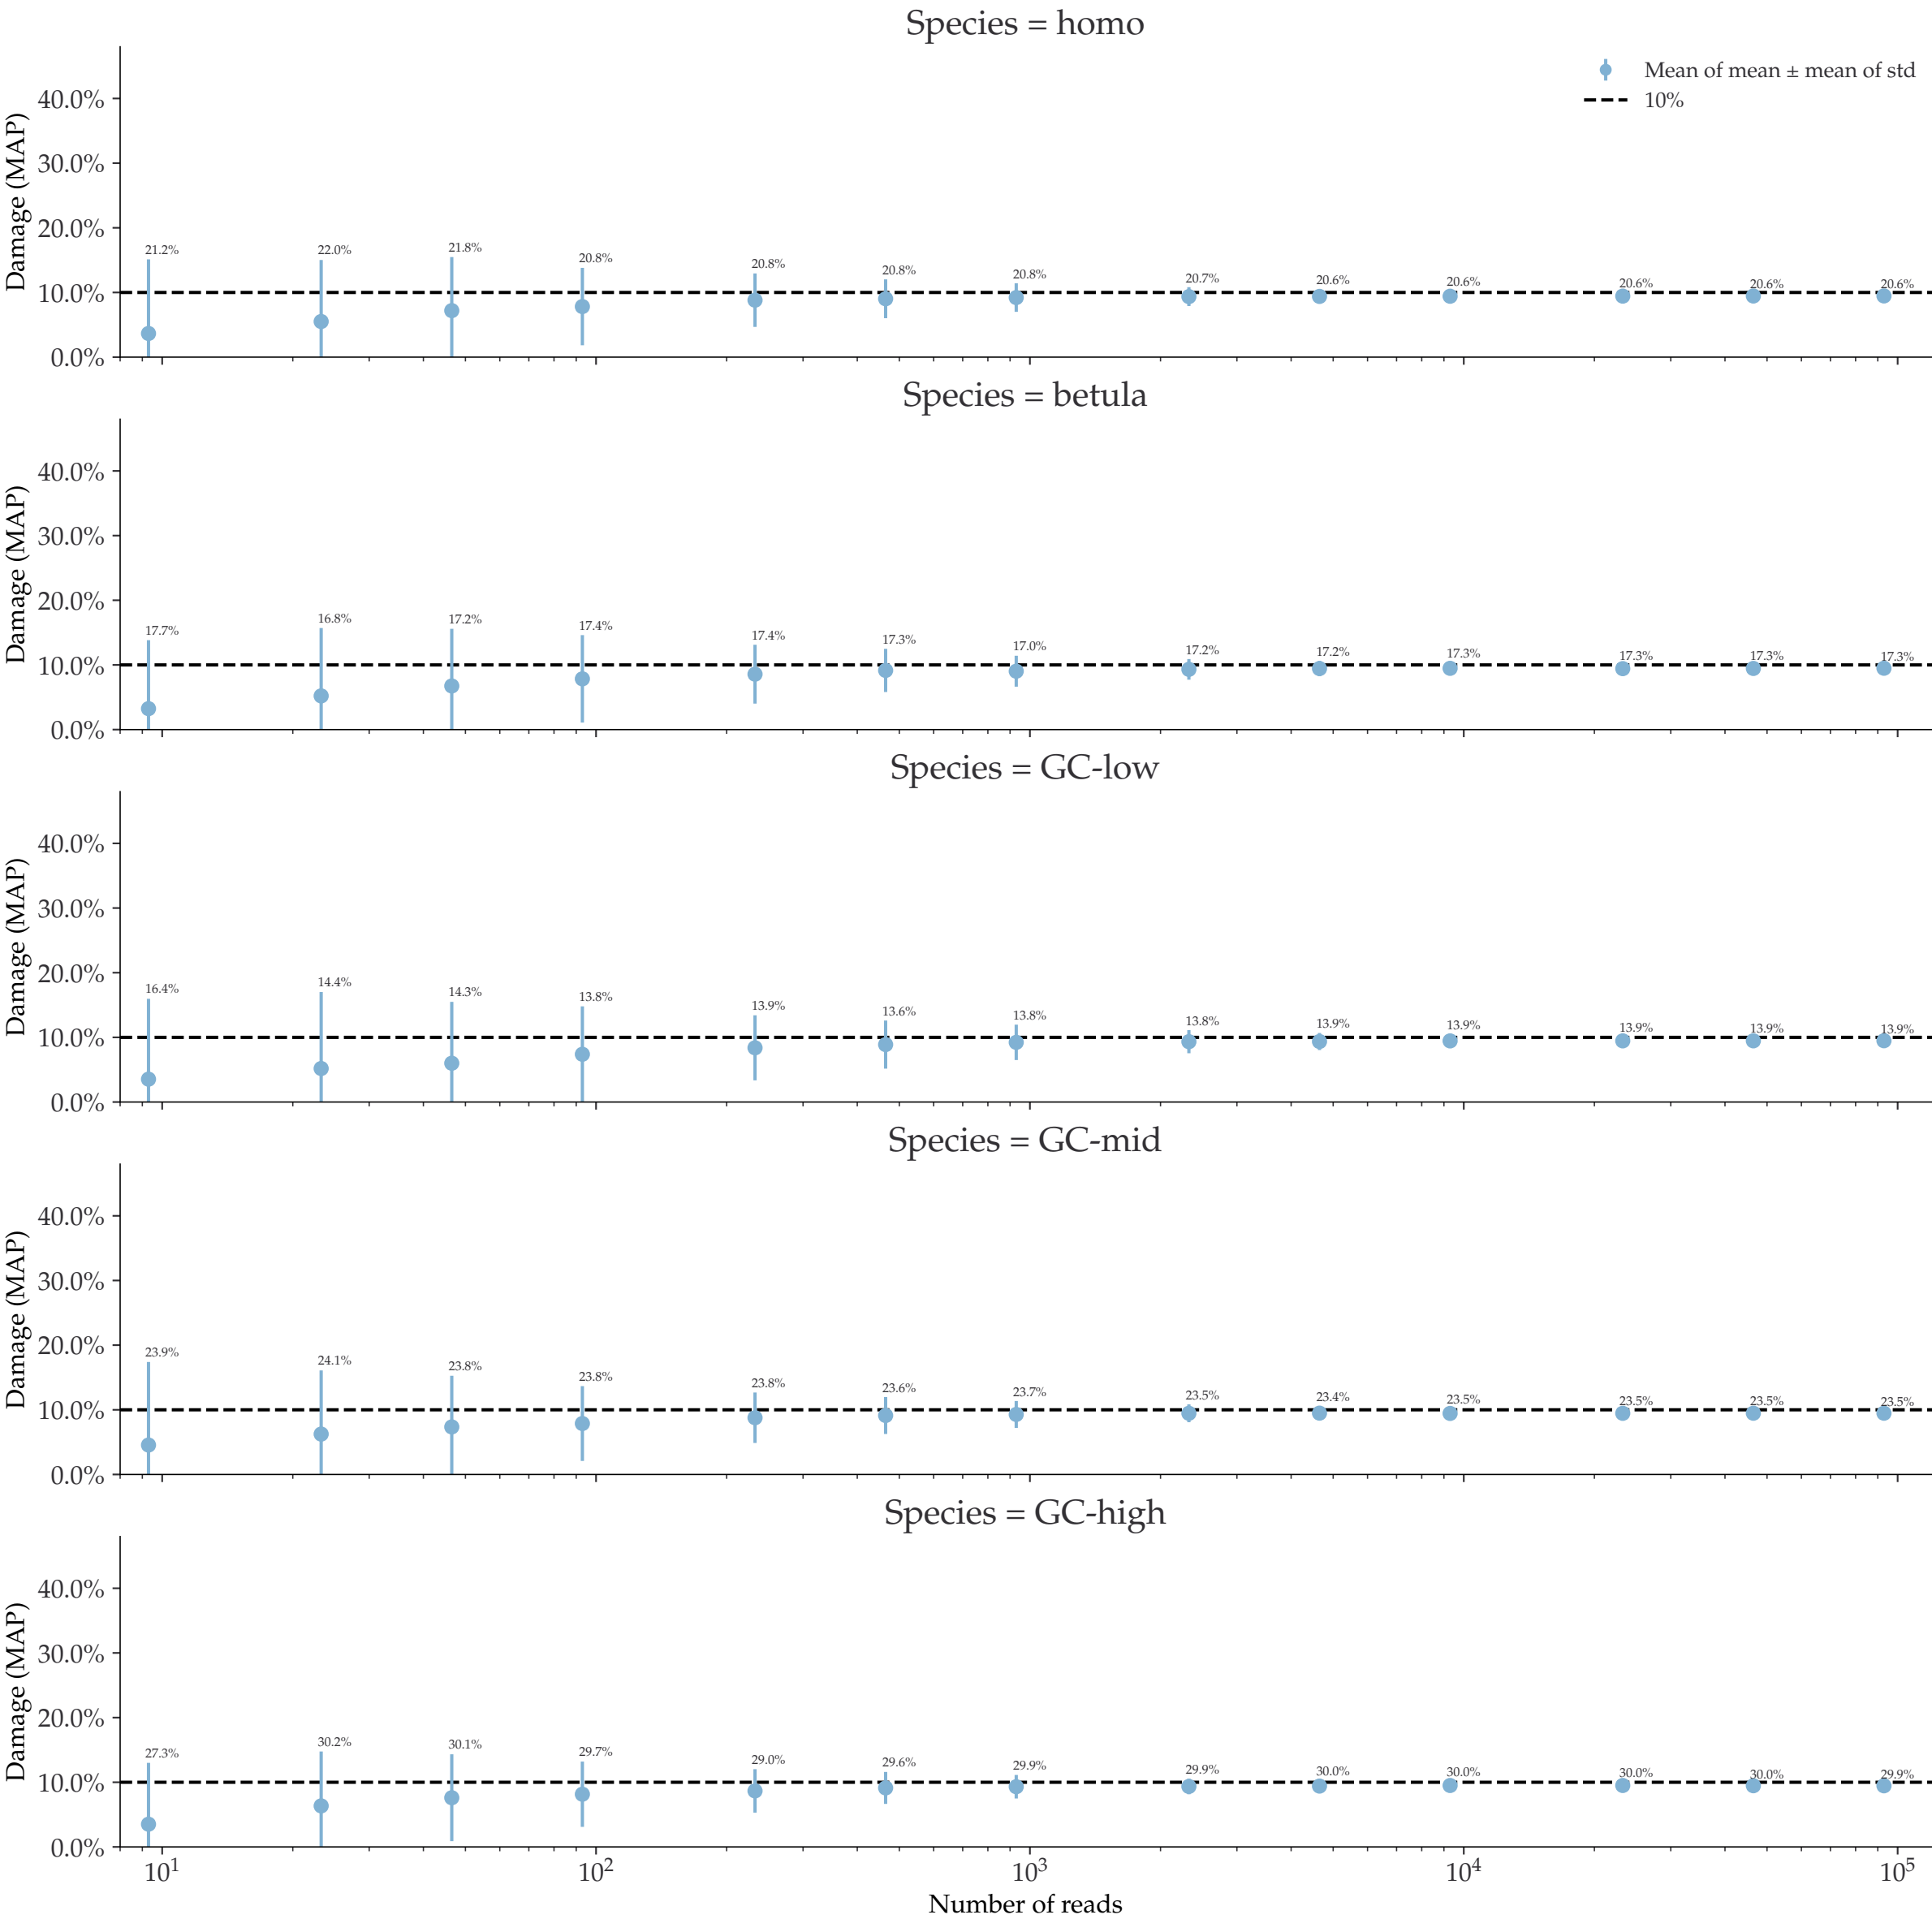 Species = homo
Mean of mean ± mean of std
10%
Damage (MAP)
40.0%
30.0%
20.0%
10.0%
0.0%
21.2% 22.0% 21.8% 20.8% 20.8% 20.8% 20.8% 20.7% 20.6% 20.6% 20.6% 20.6% 20.6%
Species = betula
Damage (MAP)
40.0%
30.0%
20.0%
10.0%
0.0%
17.7% 16.8% 17.2% 17.4% 17.4% 17.3% 17.0% 17.2% 17.2% 17.3% 17.3% 17.3% 17.3%
Species = GC-low
Damage (MAP)
40.0%
30.0%
20.0%
10.0%
0.0%
16.4% 14.4% 14.3% 13.8% 13.9% 13.6% 13.8% 13.8% 13.9% 13.9% 13.9% 13.9% 13.9%
Species = GC-mid
Damage (MAP)
40.0%
30.0%
20.0%
10.0%
0.0%
23.9% 24.1% 23.8% 23.8% 23.8% 23.6% 23.7% 23.5% 23.4% 23.5% 23.5% 23.5% 23.5%
Species = GC-high
Damage (MAP)
40.0%
30.0%
20.0%
10.0%
0.0%
27.3% 30.2% 30.1% 29.7% 29.0% 29.6% 29.9% 29.9% 30.0% 30.0% 30.0% 30.0% 29.9%
10¹ 10² 10³ 10⁴ 10⁵
Number of reads